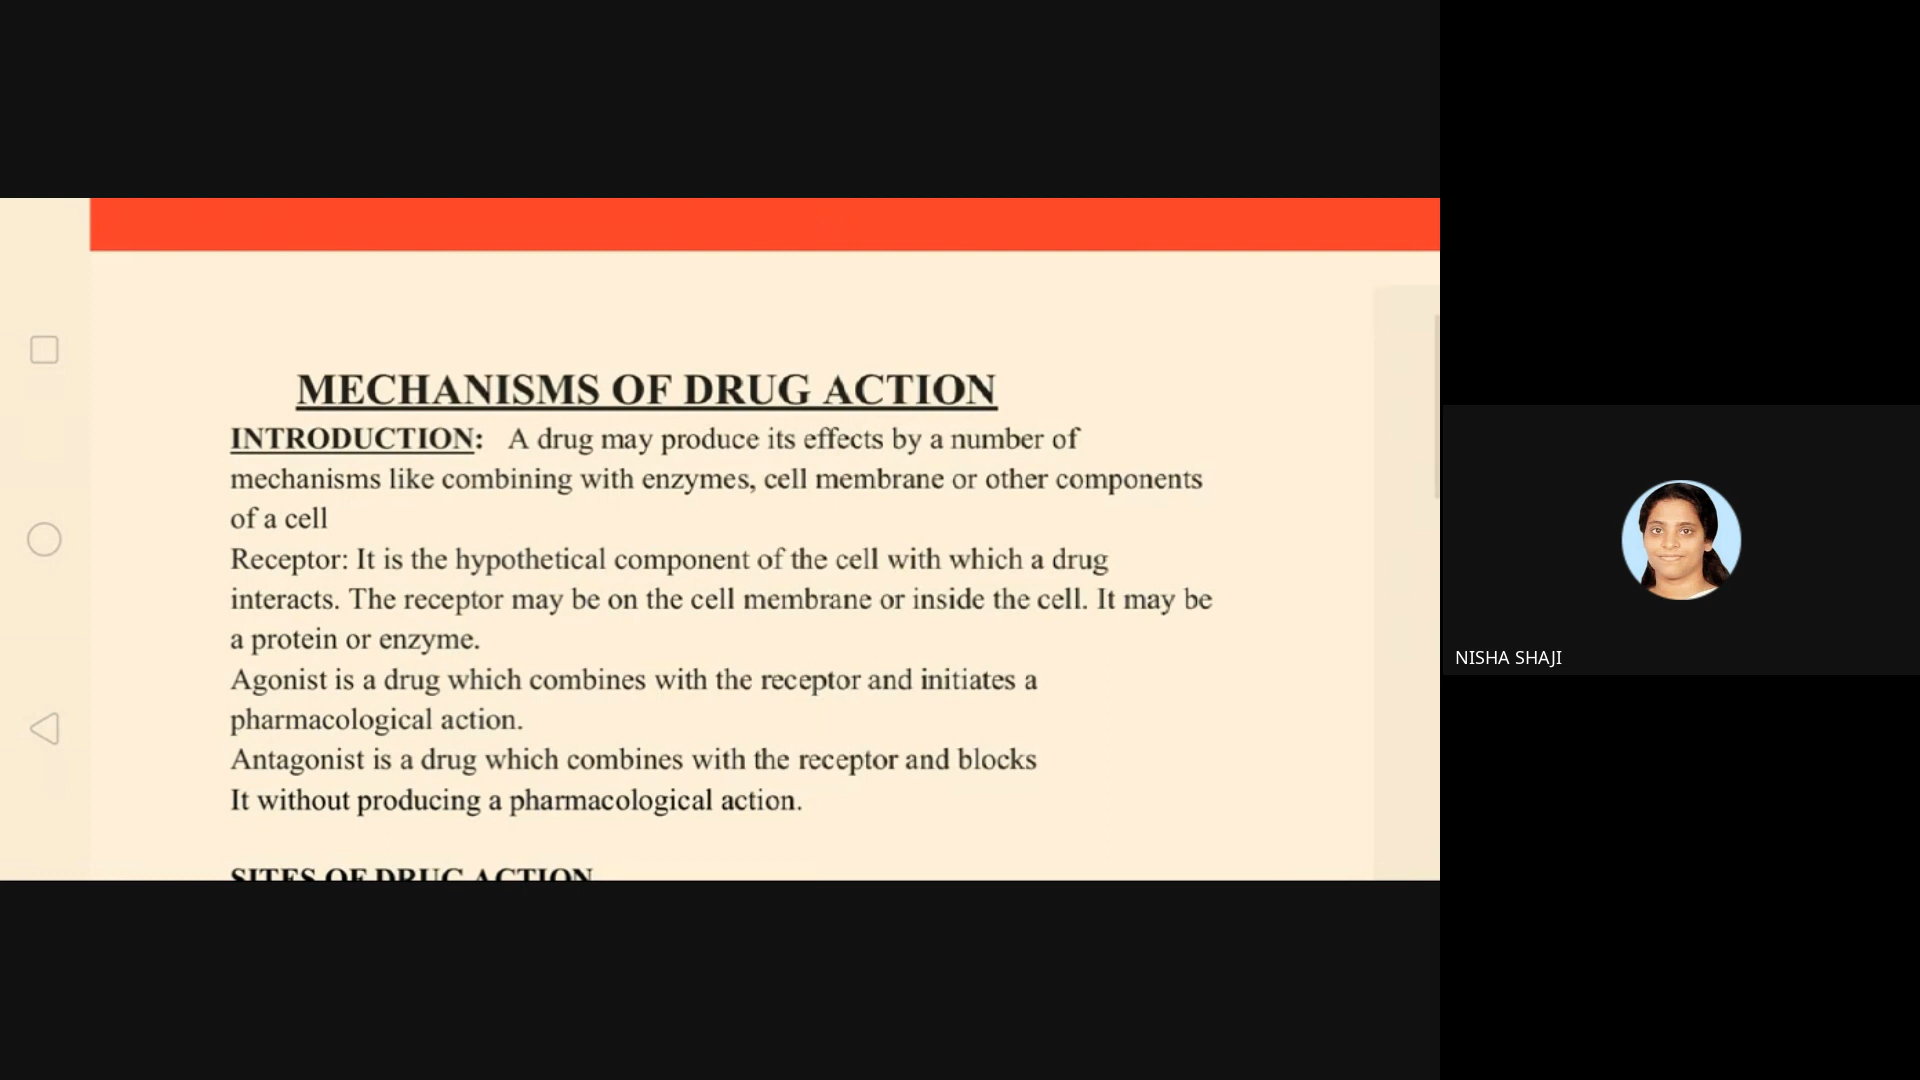 MECHANISMS OF DRUG ACTION
INTRODUCTION: A drug may produce its effects by a number of
mechanisms like combining with enzymes, cell membrane or other components
of a cell
Receptor: It is the hypothetical component of the cell with which a drug
interacts. The receptor may be on the cell membrane or inside the cell. It may be
a protein or enzyme.
Agonist is a drug which combines with the receptor and initiates a
pharmacological action.
Antagonist is a drug which combines with the receptor and blocks
It without producing a pharmacological action.
SITES OF DRUG ACTION
NISHA SHAJI